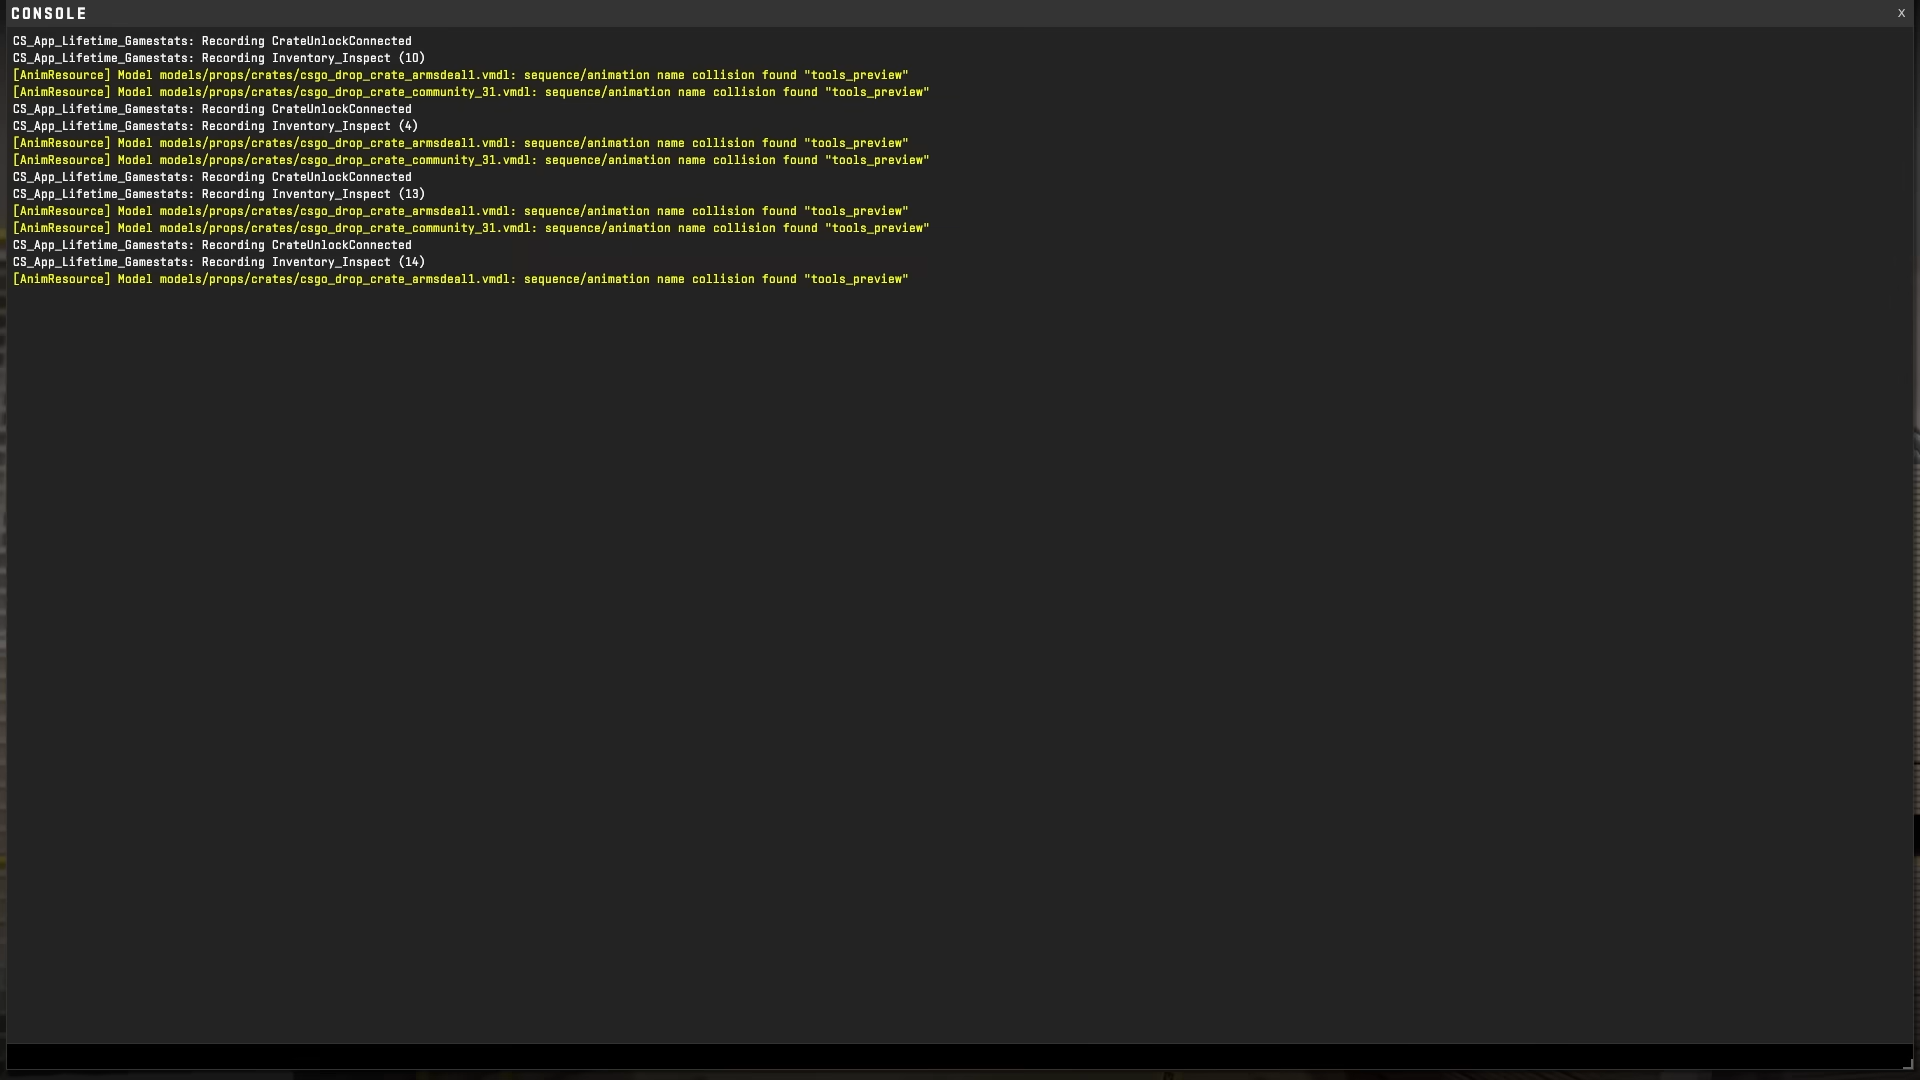 CONSOLE
X
CS_App_Lifetime_Gamestats: Recording CrateUnlockConnected
CS_App_Lifetime_Gamestats: Recording Inventory_Inspect (10)
[AnimResource] Model models/props/crates/csgo_drop_crate_armsdeal1.vmdl: sequence/animation name collision found "tools_preview"
[AnimResource] Model models/props/crates/csgo_drop_crate_community_31.vmdl: sequence/animation name collision found "tools_preview"
CS_App_Lifetime_Gamestats: Recording CrateUnlockConnected
CS_App_Lifetime_Gamestats: Recording Inventory_Inspect (4)
[AnimResource] Model models/props/crates/csgo_drop_crate_armsdeal1.vmdl: sequence/animation name collision found "tools_preview"
[AnimResource] Model models/props/crates/csgo_drop_crate_community_31.vmdl: sequence/animation name collision found "tools_preview"
CS_App_Lifetime_Gamestats: Recording CrateUnlockConnected
CS_App_Lifetime_Gamestats: Recording Inventory_Inspect (13)
[AnimResource] Model models/props/crates/csgo_drop_crate_armsdeal1.vmdl: sequence/animation name collision found "tools_preview"
[AnimResource] Model models/props/crates/csgo_drop_crate_community_31.vmdl: sequence/animation name collision found "tools_preview"
CS_App_Lifetime_Gamestats: Recording CrateUnlockConnected
CS_App_Lifetime_Gamestats: Recording Inventory_Inspect (14)
[AnimResource] Model models/props/crates/csgo_drop_crate_armsdeal1.vmdl: sequence/animation name collision found "tools_preview"